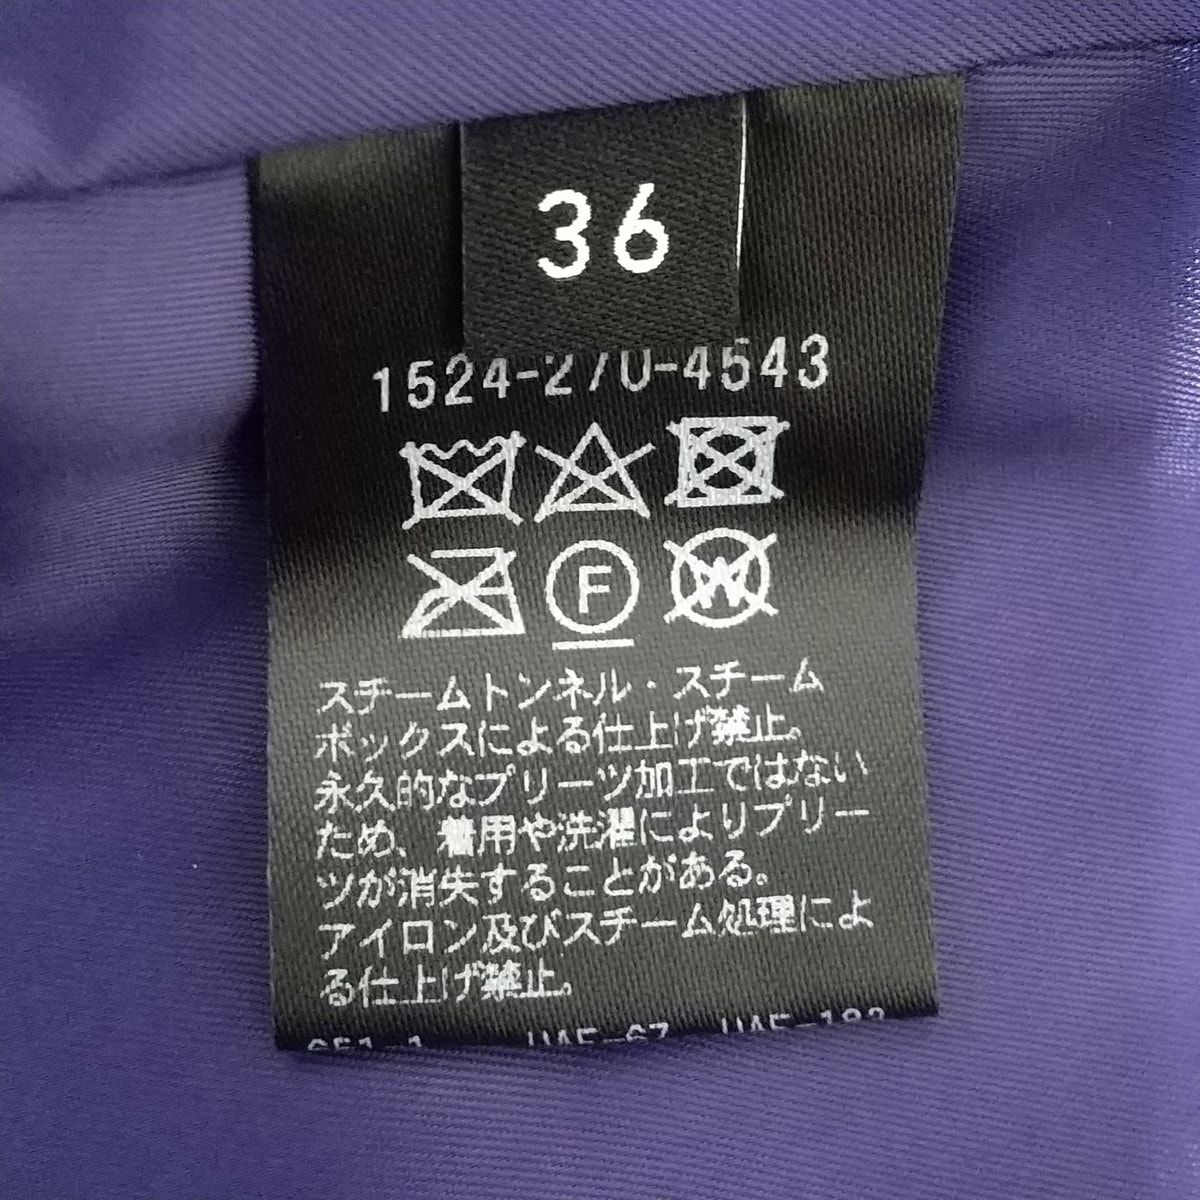 36
1524-270-4543
F
W
スチームトンネル・スチーム
ボックスによる仕上げ禁止。
永久的なプリーツ加工ではない
ため、着用や洗濯によりプリー
ツが消失することがある。
アイロン及びスチーム処理によ
る仕上げ禁止。